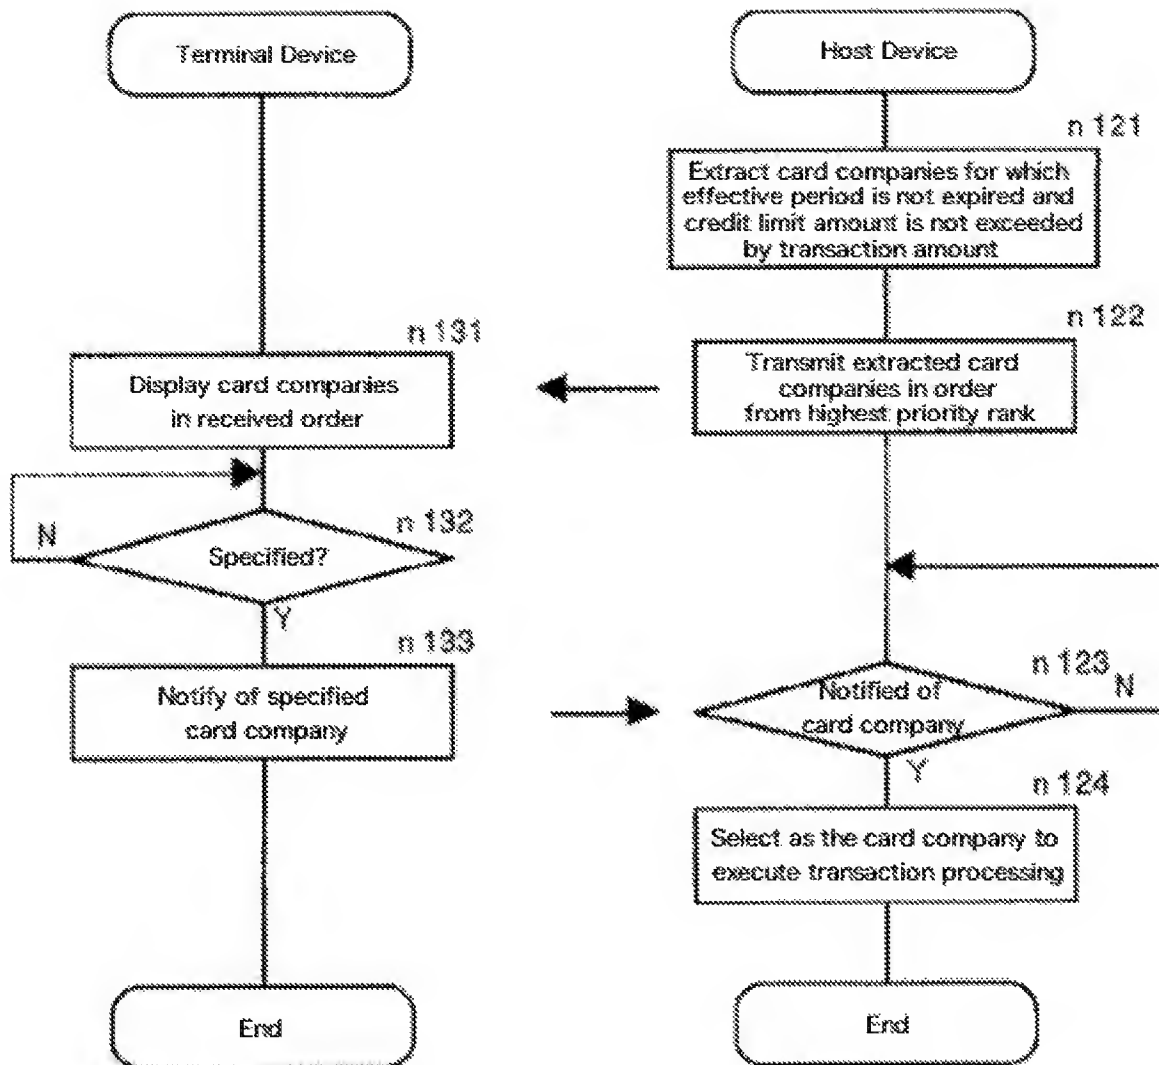 Terminal Device
Host Device
n 121
Extract card companies for which
effective period is not expired and
credit limit amount is not exceeded
by transaction amount
n 131
n 122
Display card companies
in received order
Transmit extracted card
companies in order
from highest priority rank
n 132
N
Specified?
Y
n 133
n 123
Notify of specified
card company
Notified of
card company
N
Y
n 124
Select as the card company to
execute transaction processing
End
End